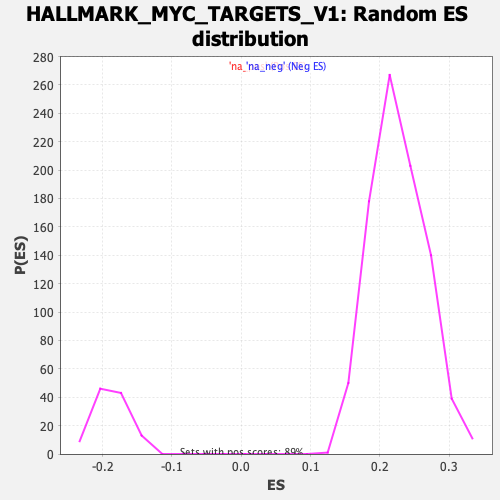 HALLMARK_MYC_TARGETS_V1: Random ES
distribution
'na_'na_neg' (Neg ES)
280
260
240
220
200
180
160
140
120
100
80
60
40
20
0
P(ES)
Sets with pos scores: 89%
-0.2 -0.1 0.0 0.1 0.2 0.3
ES